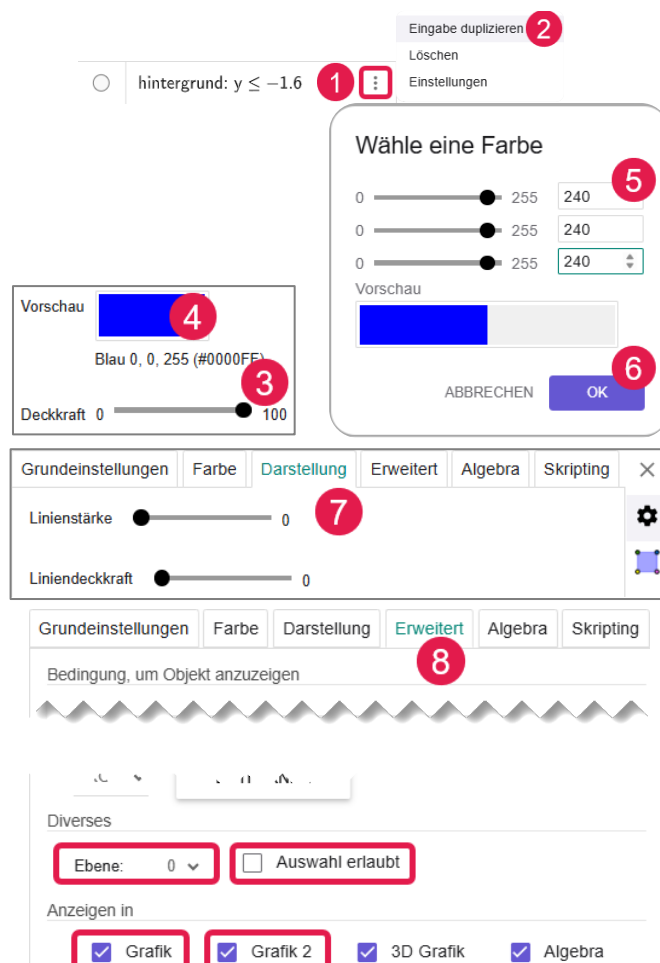 Eingabe duplizieren 2
Löschen
hintergrund: y ≤ −1.6 1 Einstellungen
Wähle eine Farbe
5
0 255 240
0 255 240
0 255 240
Vorschau
6
ABBRECHEN OK
Vorschau 4
Blau 0, 0, 255 (#0000FF)
3
Deckkraft 0 100
Grundeinstellungen Farbe Darstellung Erweitert Algebra Skripting
Linienstärke 0 7
Liniendeckkraft 0
Grundeinstellungen Farbe Darstellung Erweitert Algebra Skripting
8
Bedingung, um Objekt anzuzeigen
Diverses
Ebene: 0 Auswahl erlaubt
Anzeigen in
Grafik Grafik 2 3D Grafik Algebra